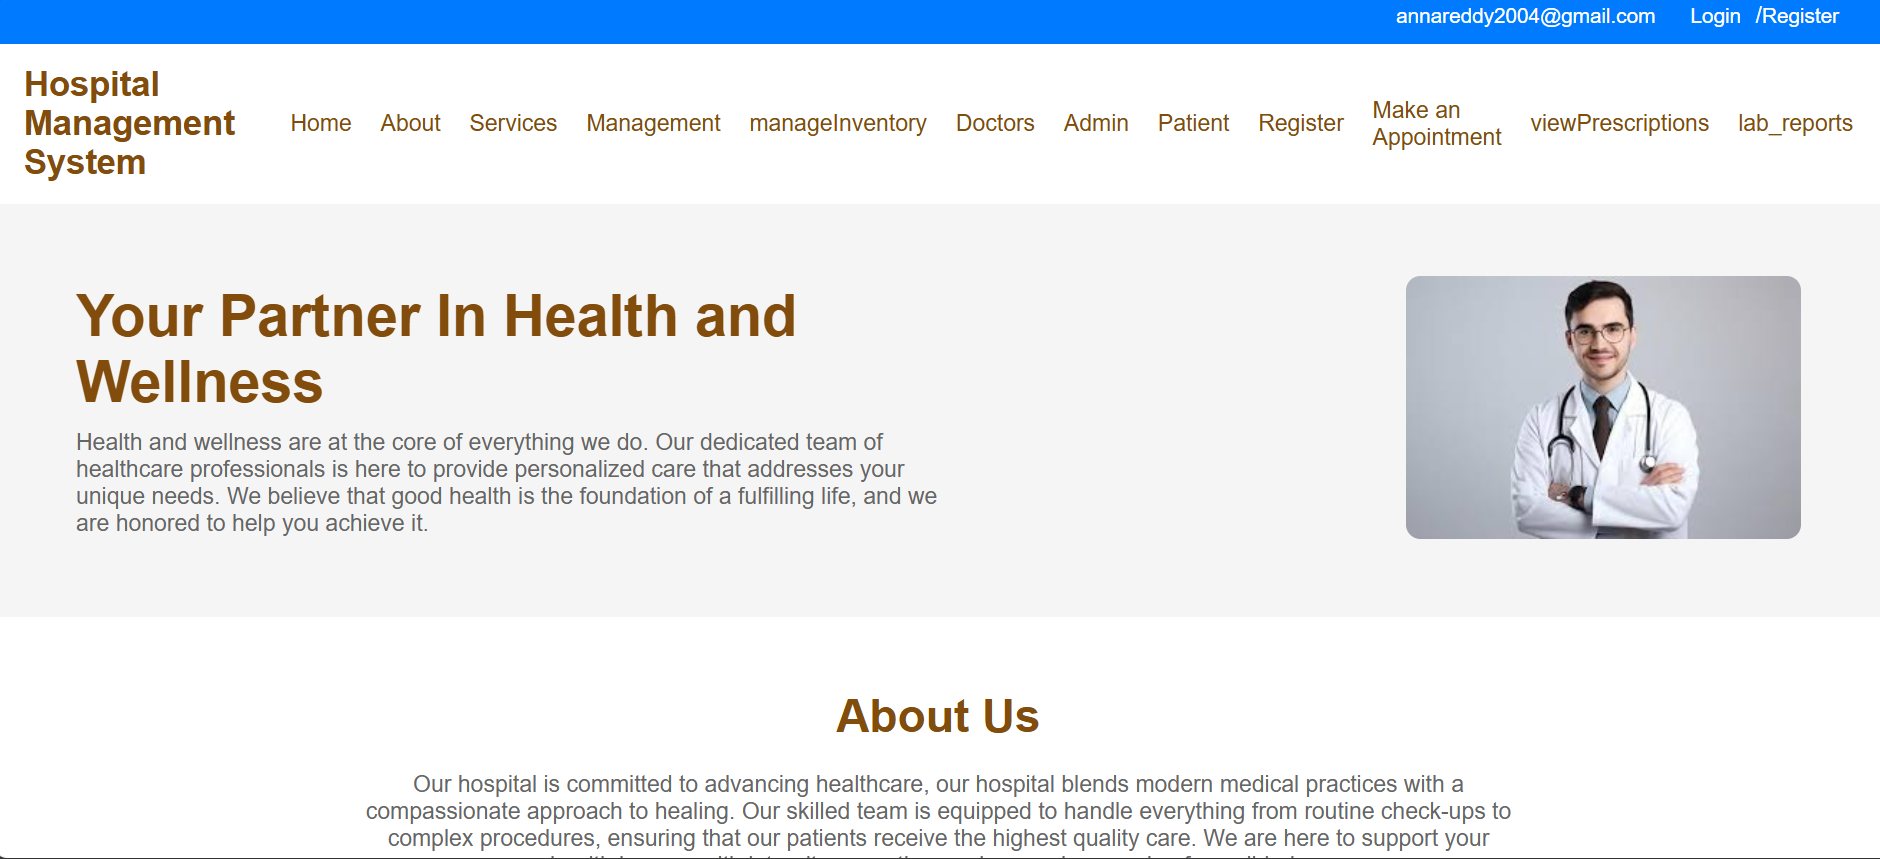 annareddy2004@gmail.com Login /Register
Hospital
Management
System
Home About Services Management manageInventory Doctors Admin Patient Register Make an
Appointment viewPrescriptions lab_reports
Your Partner In Health and
Wellness
Health and wellness are at the core of everything we do. Our dedicated team of
healthcare professionals is here to provide personalized care that addresses your
unique needs. We believe that good health is the foundation of a fulfilling life, and we
are honored to help you achieve it.
About Us
Our hospital is committed to advancing healthcare, our hospital blends modern medical practices with a
compassionate approach to healing. Our skilled team is equipped to handle everything from routine check-ups to
complex procedures, ensuring that our patients receive the highest quality care. We are here to support your